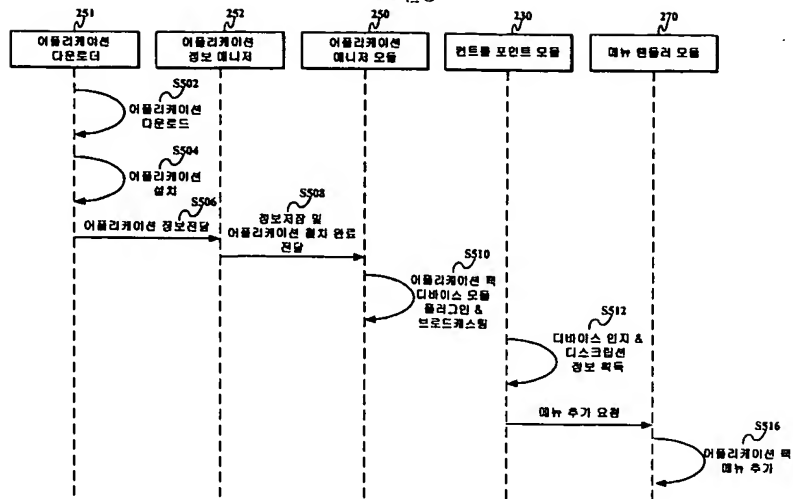 251
252
250
230
270
어플리케이션
다운로더
어플리케이션
정보 매니저
어플리케이션
매니저 모듈
컨트롤 포인트 모듈
메뉴 핸들러 모듈
S502
어플리케이션
다운로드
S504
어플리케이션
설치
S506
어플리케이션 정보전달
S508
정보저장 및
어플리케이션 설치 완료
전달
S510
어플리케이션 팩
디바이스 모듈
플러그인 &
브로드캐스팅
S512
디바이스 인지 &
디스크립션
정보 획득
메뉴 추가 요청
S516
어플리케이션 팩
메뉴 추가